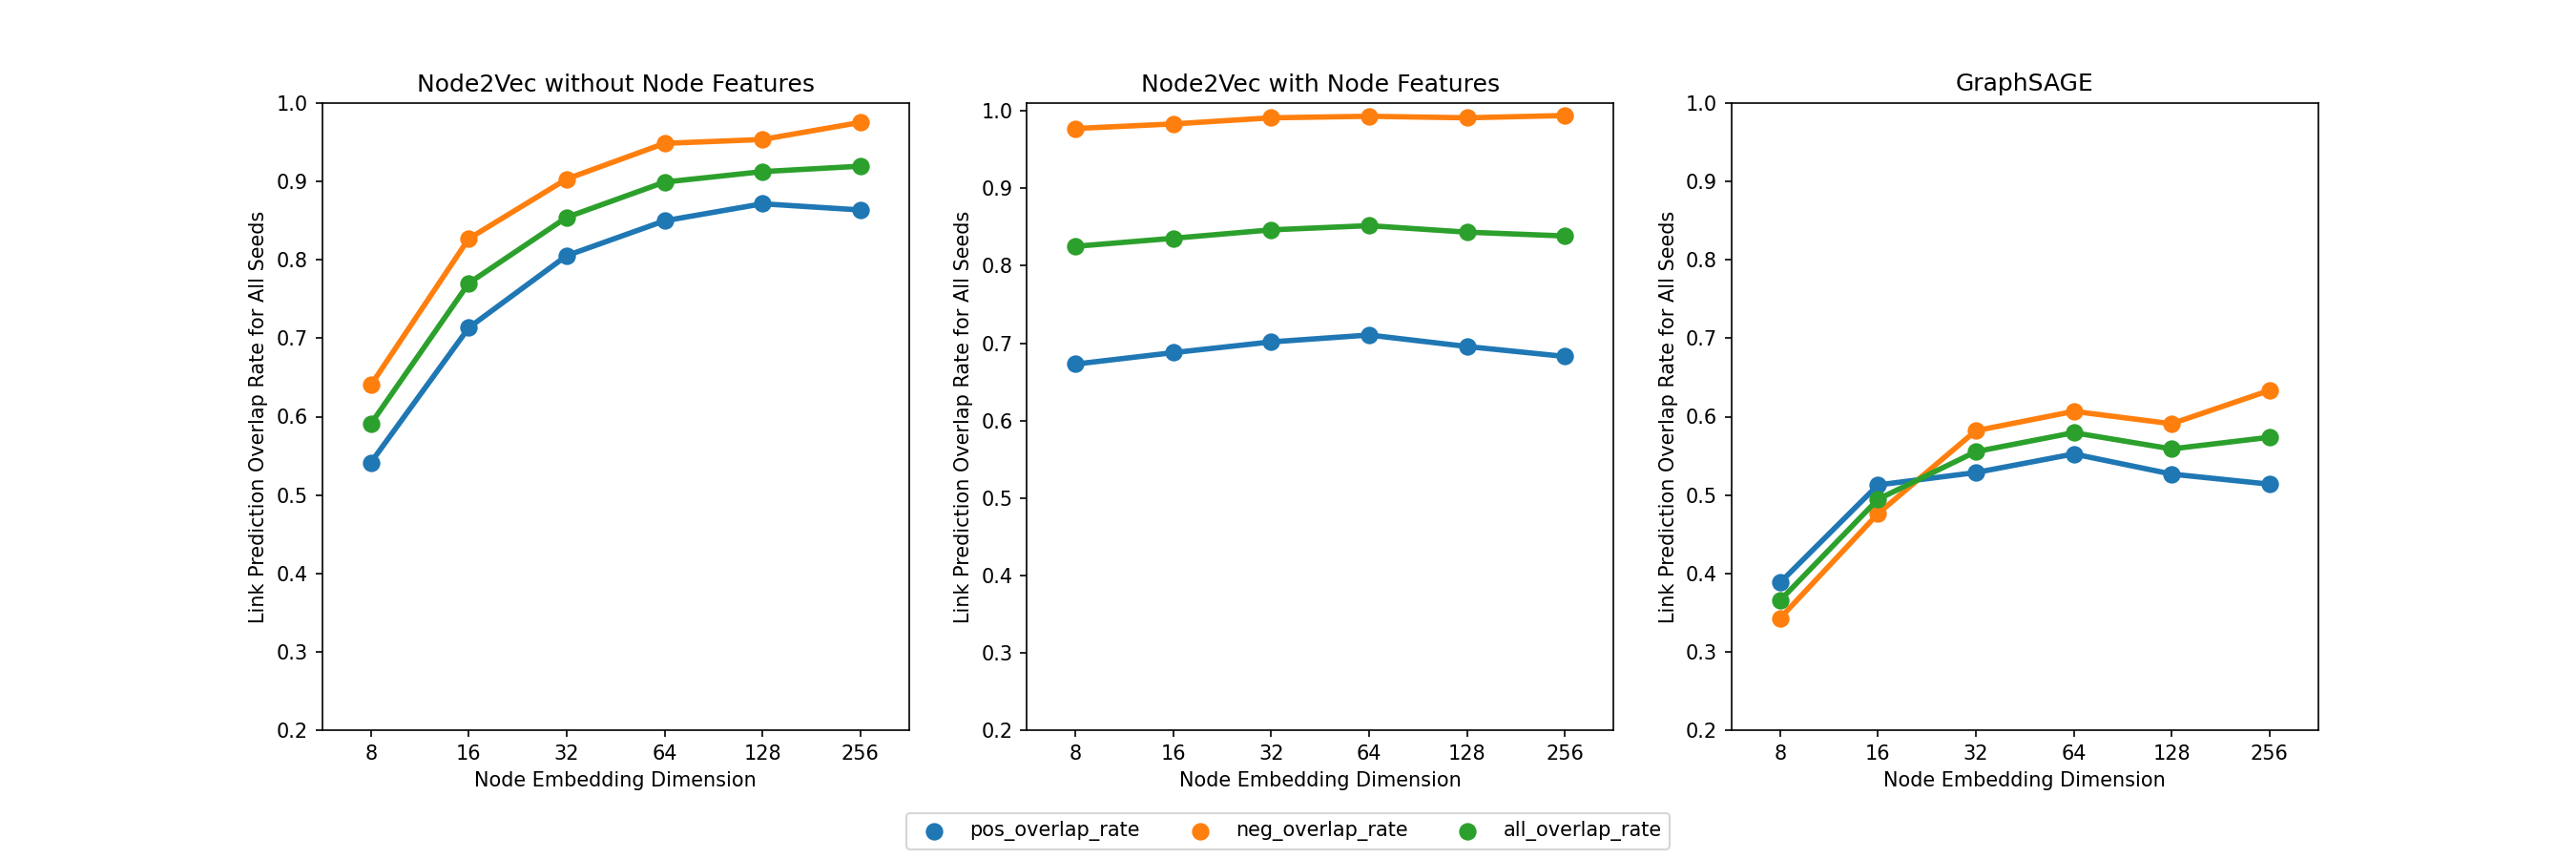 Node2Vec without Node Features
Link Prediction Overlap Rate for All Seeds
1.0
0.9
0.8
0.7
0.6
0.5
0.4
0.3
0.2
8 16 32 64 128 256
Node Embedding Dimension
Node2Vec with Node Features
Link Prediction Overlap Rate for All Seeds
1.0
0.9
0.8
0.7
0.6
0.5
0.4
0.3
0.2
8 16 32 64 128 256
Node Embedding Dimension
GraphSAGE
Link Prediction Overlap Rate for All Seeds
1.0
0.9
0.8
0.7
0.6
0.5
0.4
0.3
0.2
8 16 32 64 128 256
Node Embedding Dimension
pos_overlap_rate neg_overlap_rate all_overlap_rate